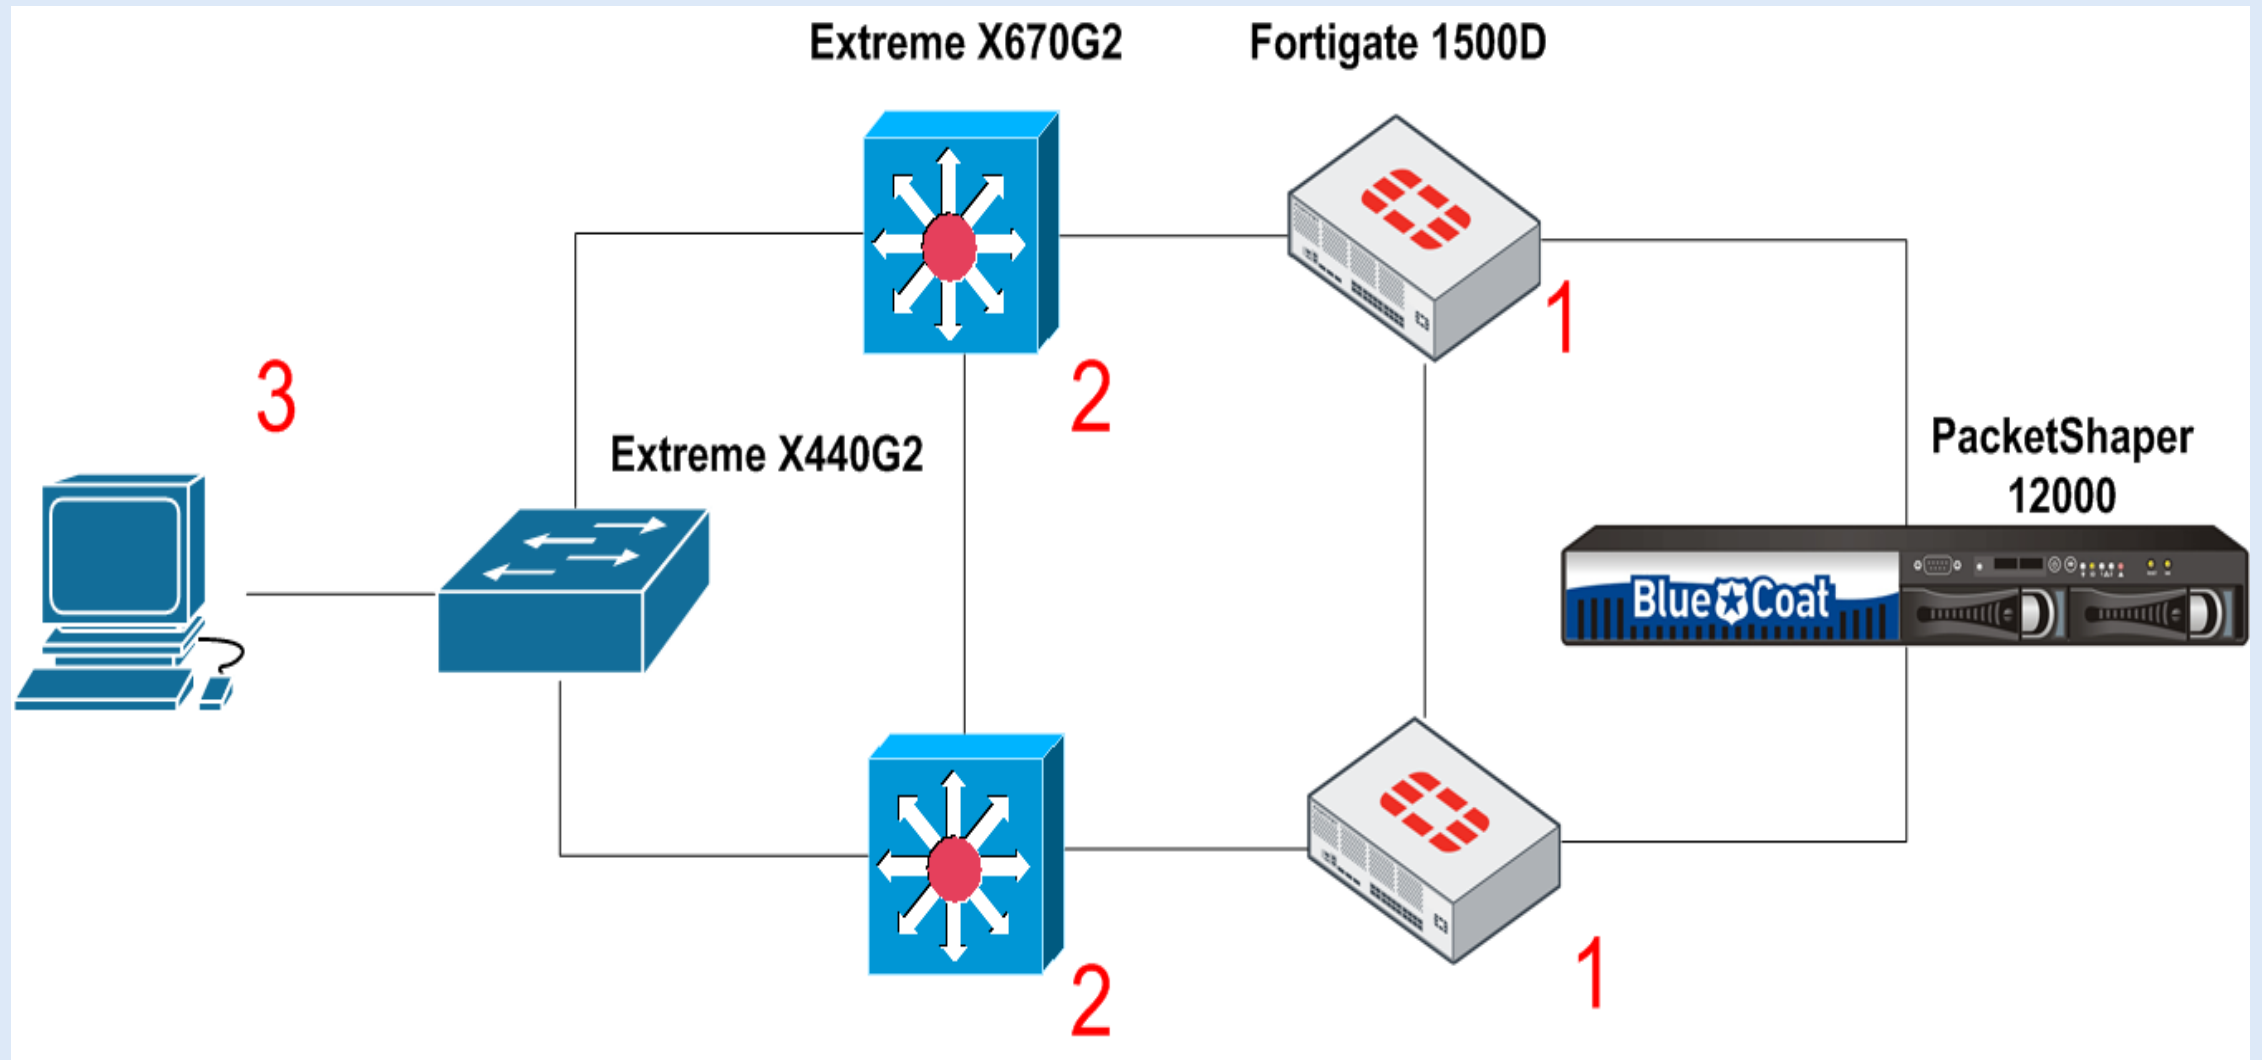 Extreme X670G2
Fortigate 1500D
1
3
2
PacketShaper
12000
Extreme X440G2
Blue Coat
1
2